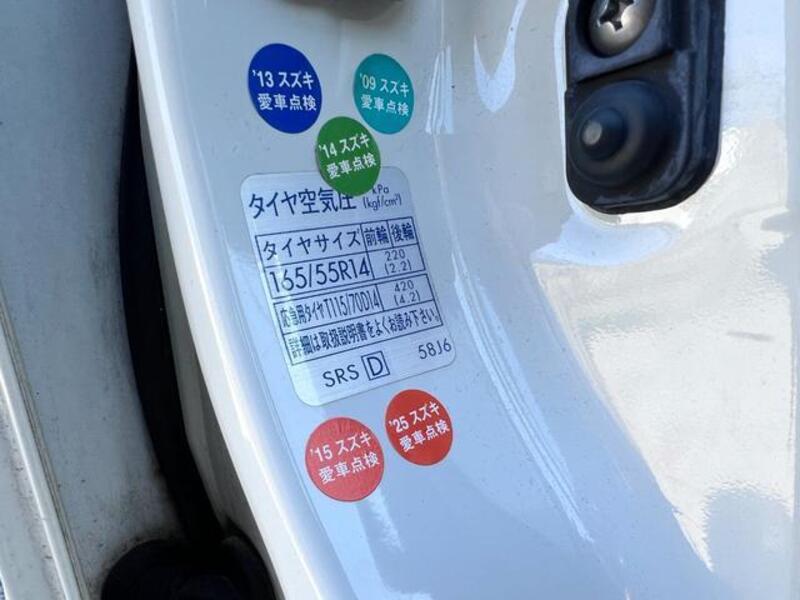 '13 スズキ
愛車点検
'09 スズキ
愛車点検
'14 スズキ
愛車点検
タイヤ空気圧 kPa
(kgf/cm²)
タイヤサイズ 前輪 後輪
165/55R14 220
(2.2)
応急用タイヤT115/70D14 420
(4.2)
詳細は取扱説明書をよくお読み下さい。
SRS D 58J6
'15 スズキ
愛車点検
'25 スズキ
愛車点検